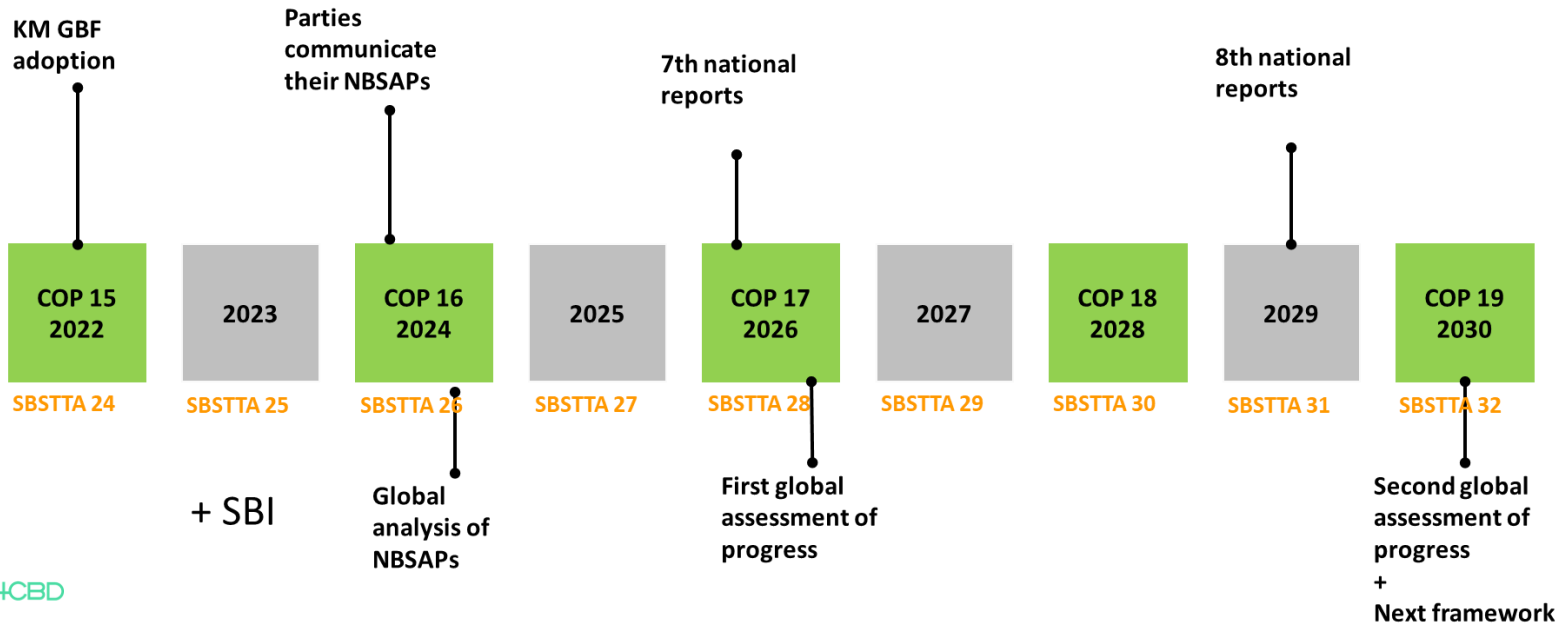 KM GBF
adoption
Parties
communicate
their NBSAPs
7th national
reports
8th national
reports
COP 15
2022
2023
COP 16
2024
2025
COP 17
2026
2027
COP 18
2028
2029
COP 19
2030
SBSTTA 24
SBSTTA 25
SBSTTA 26
SBSTTA 27
SBSTTA 28
SBSTTA 29
SBSTTA 30
SBSTTA 31
SBSTTA 32
+ SBI
Global
analysis of
NBSAPs
First global
assessment of
progress
Second global
assessment of
progress
+
Next framework
CBD